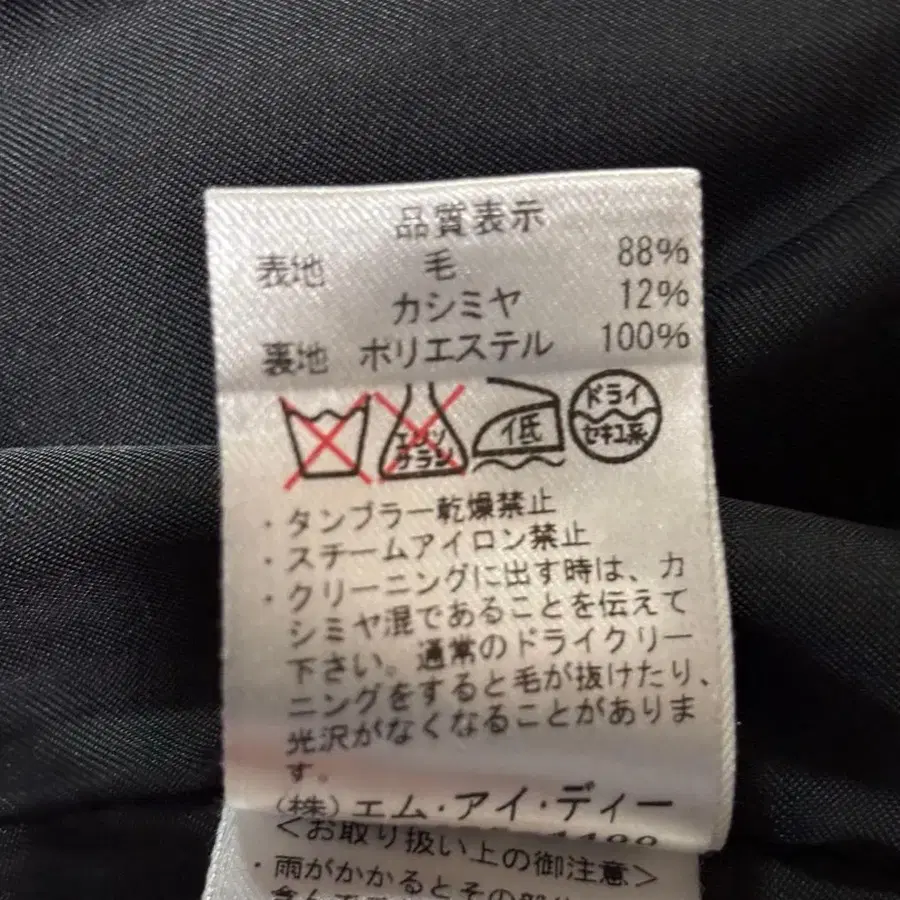 品質表示
表地 毛 88%
カシミヤ 12%
裏地 ポリエステル 100%
エンソ
サラシ
低
ドライ
セキユ系
・タンブラー乾燥禁止
・スチームアイロン禁止
・クリーニングに出す時は、カ
シミヤ混であることを伝えて
下さい。通常のドライクリー
ニングをすると毛が抜けたり、
光沢がなくなることがありま
す。
(株)エム・アイ・ディー
<お取り扱い上の御注意>
・雨がかかるとその部